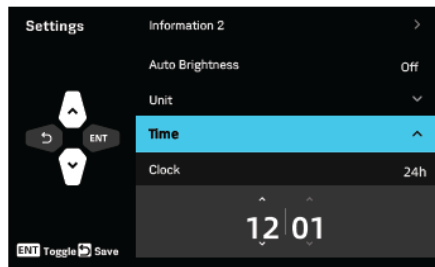 Settings
Information 2
Auto Brightness Off
Unit
ENT
Time
Clock 24h
12 01
ENT Toggle Save